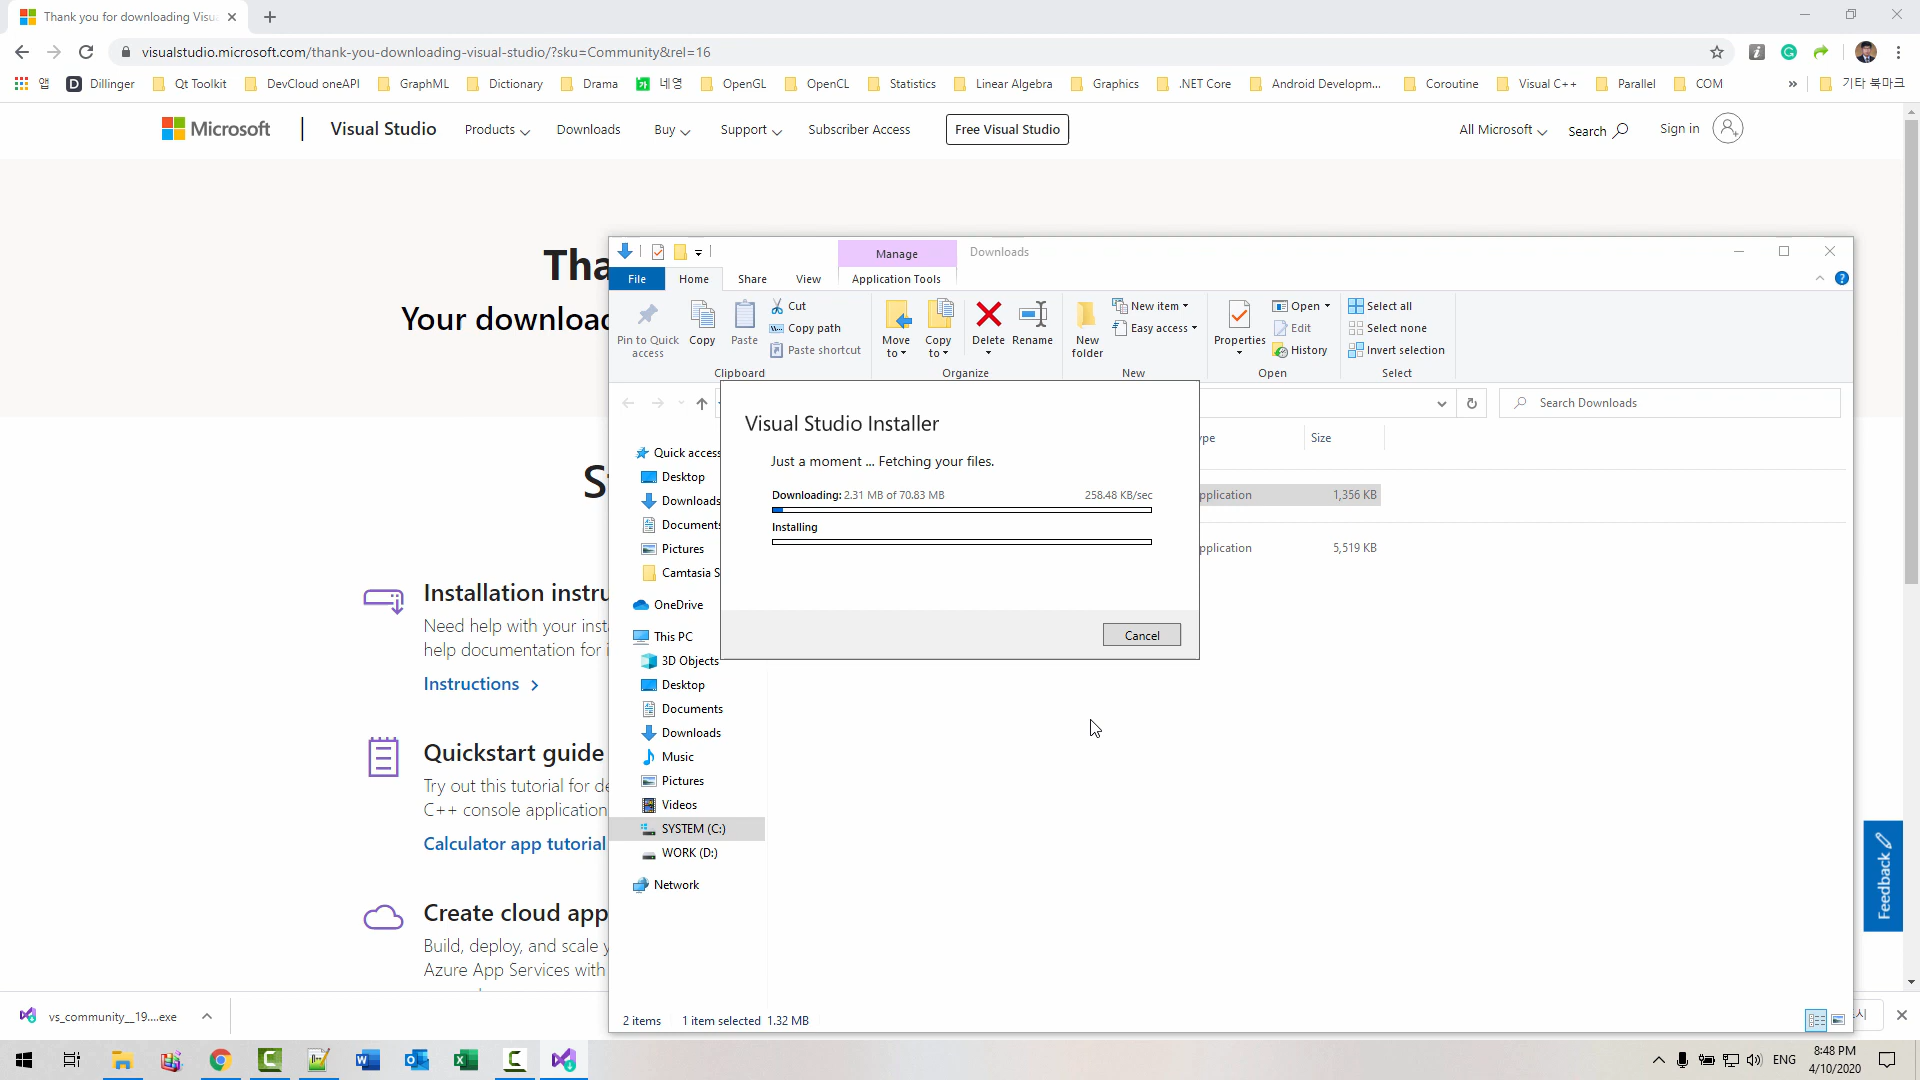 Thank you for downloading Visu
visualstudio.microsoft.com/thank-you-downloading-visual-studio/?sku=Community&rel=16
앱
Dillinger
Qt Toolkit
DevCloud oneAPI
GraphML
Dictionary
Drama
네영
OpenGL
OpenCL
Statistics
Linear Algebra
Graphics
.NET Core
Android Developm...
Coroutine
Visual C++
Parallel
COM
»
기타 북마크
Microsoft
Visual Studio
Products
Downloads
Buy
Support
Subscriber Access
Free Visual Studio
All Microsoft
Search
Sign in
Tha
Your download
St
Installation instru
Need help with your inst
help documentation for i
Instructions
Quickstart guide
Try out this tutorial for de
C++ console application
Calculator app tutorial
Create cloud app
Build, deploy, and scale y
Azure App Services with
Feedback
Manage
Downloads
File
Home
Share
View
Application Tools
Pin to Quick
access
Copy
Paste
Cut
Copy path
Paste shortcut
Clipboard
Move
to
Copy
to
Delete
Rename
Organize
New
folder
New item
Easy access
New
Properties
Open
Edit
History
Open
Select all
Select none
Invert selection
Select
Search Downloads
ype
Size
Quick access
Desktop
Downloads
Documents
Pictures
Camtasia S
OneDrive
This PC
3D Objects
Desktop
Documents
Downloads
Music
Pictures
Videos
SYSTEM (C:)
WORK (D:)
Network
pplication
1,356 KB
pplication
5,519 KB
Visual Studio Installer
Just a moment ... Fetching your files.
Downloading: 2.31 MB of 70.83 MB
258.48 KB/sec
Installing
Cancel
2 items
1 item selected 1.32 MB
vs_community__19....exe
시
ENG
8:48 PM
4/10/2020